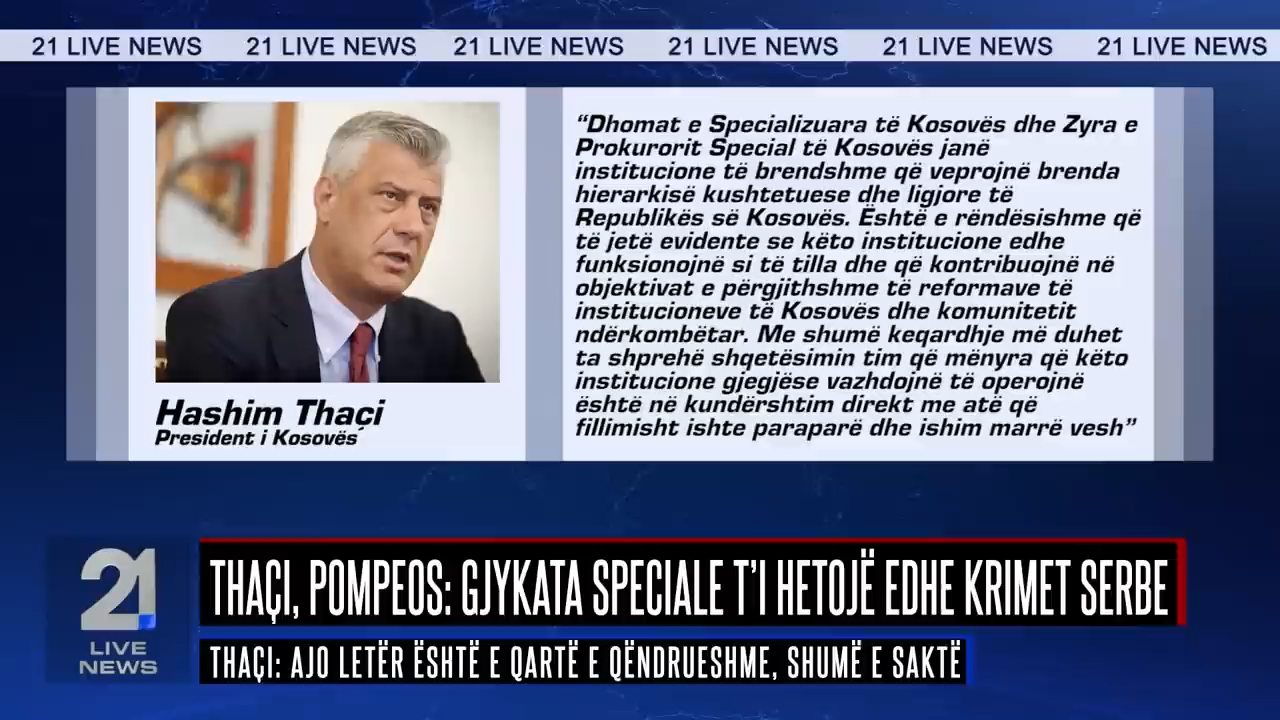 21 LIVE NEWS 21 LIVE NEWS 21 LIVE NEWS 21 LIVE NEWS 21 LIVE NEWS 21 LIVE NEWS
Hashim Thaçi
President i Kosovës
“Dhomat e Specializuara të Kosovës dhe Zyra e
Prokurorit Special të Kosovës janë
institucione të brendshme që veprojnë brenda
hierarkisë kushtetuese dhe ligjore të
Republikës së Kosovës. Është e rëndësishme që
të jetë evidente se këto institucione edhe
funksionojnë si të tilla dhe që kontribuojnë në
objektivat e përgjithshme të reformave të
institucioneve të Kosovës dhe komunitetit
ndërkombëtar. Me shumë keqardhje më duhet
ta shprehë shqetësimin tim që mënyra që këto
institucione gjegjëse vazhdojnë të operojnë
është në kundërshtim direkt me atë që
fillimisht ishte paraparë dhe ishim marrë vesh”
21
LIVE
NEWS
THAÇI, POMPEOS: GJYKATA SPECIALE T’I HETOJË EDHE KRIMET SERBE
THAÇI: AJO LETËR ËSHTË E QARTË E QËNDRUESHME, SHUMË E SAKTË